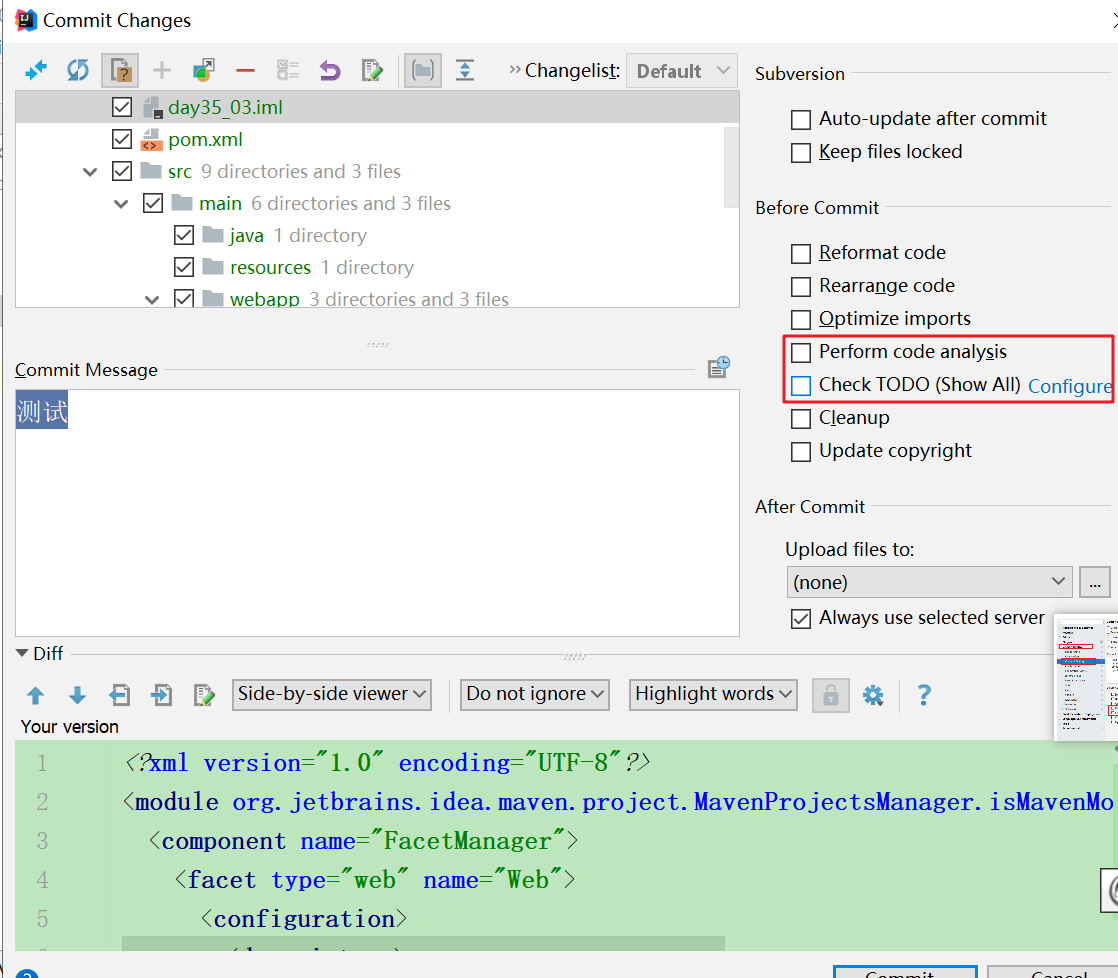 Commit Changes
Changelist: Default
day35_03.iml
pom.xml
src 9 directories and 3 files
main 6 directories and 3 files
java 1 directory
resources 1 directory
webapp 3 directories and 3 files
Commit Message
测试
Subversion
Auto-update after commit
Keep files locked
Before Commit
Reformat code
Rearrange code
Optimize imports
Perform code analysis
Check TODO (Show All) Configure
Cleanup
Update copyright
After Commit
Upload files to:
(none) ...
Always use selected server
Diff
Side-by-side viewer Do not ignore Highlight words ?
Your version
1 <?xml version="1.0" encoding="UTF-8"?>
2 <module org.jetbrains.idea.maven.project.MavenProjectsManager.isMavenMo
3 <component name="FacetManager">
4 <facet type="web" name="Web">
5 <configuration>
Commit Cancel